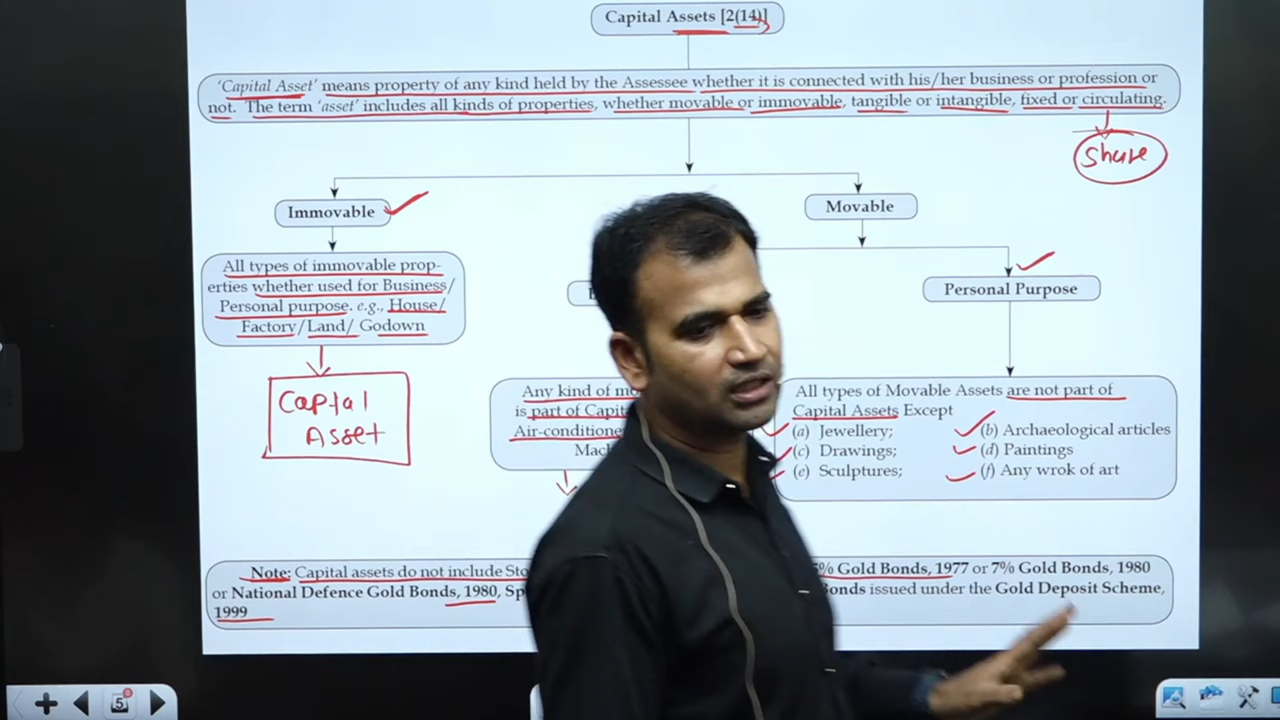 Capital Assets [2(14)]
'Capital Asset' means property of any kind held by the Assessee whether it is connected with his/her business or profession or
not. The term 'asset' includes all kinds of properties, whether movable or immovable, tangible or intangible, fixed or circulating.
Share
Immovable
Movable
All types of immovable prop-
erties whether used for Business/
Personal purpose. e.g., House/
Factory/Land/ Godown
Personal Purpose
Capital
Asset
Any kind of
is part of
Air-conditione
All types of Movable Assets are not part of
Capital Assets Except
(a) Jewellery; (b) Archaeological articles
(c) Drawings; (d) Paintings
(e) Sculptures; (f) Any wrok of art
Note: Capital assets do not include
5% Gold Bonds, 1977 or 7% Gold Bonds, 1980
or National Defence Gold Bonds, 1980,
Bonds issued under the Gold Deposit Scheme,
1999
5